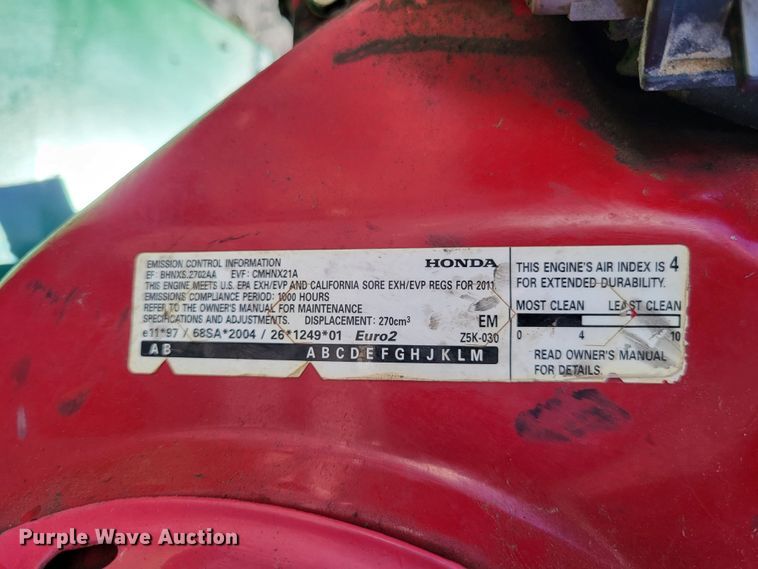 EMISSION CONTROL INFORMATION
HONDA
EF: BHNXS.2702AA EVF: CMHNX21A
THIS ENGINE MEETS U.S. EPA EXH/EVP AND CALIFORNIA SORE EXH/EVP REGS FOR 2011
EMISSIONS COMPLIANCE PERIOD: 1000 HOURS
REFER TO THE OWNER'S MANUAL FOR MAINTENANCE
SPECIFICATIONS AND ADJUSTMENTS. DISPLACEMENT: 270cm³ EM
e11*97 / 68SA*2004 / 26*1249*01 Euro2 Z5K-030
AB ABCDEFGHJKLM
THIS ENGINE'S AIR INDEX IS 4
FOR EXTENDED DURABILITY.
MOST CLEAN LEAST CLEAN
0 4 10
READ OWNER'S MANUAL
FOR DETAILS.
Purple Wave Auction